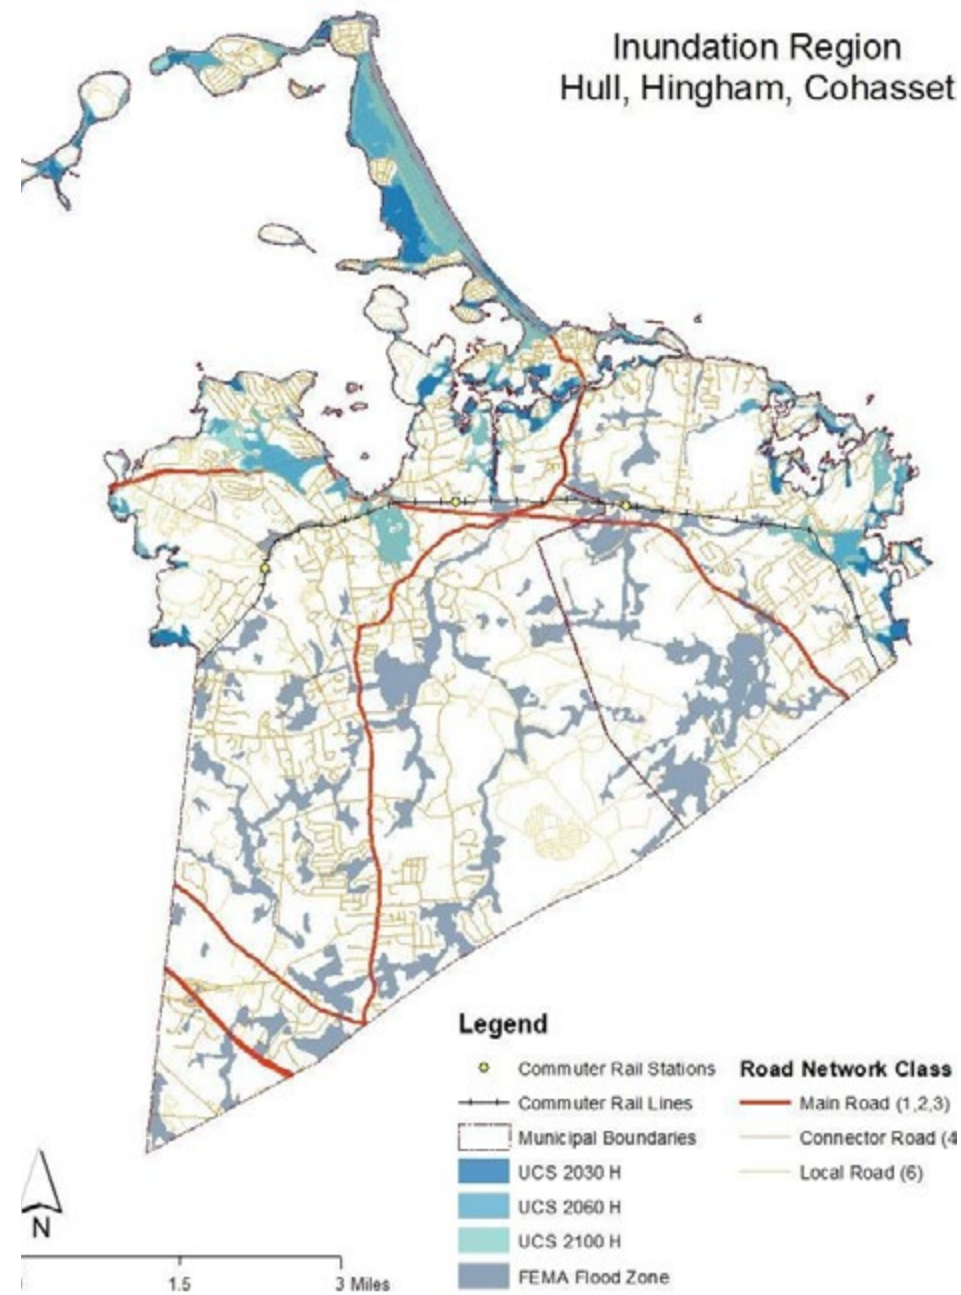 Inundation Region
Hull, Hingham, Cohasset
Legend
Commuter Rail Stations
Commuter Rail Lines
Municipal Boundaries
UCS 2030 H
UCS 2060 H
UCS 2100 H
FEMA Flood Zone
Road Network Class
Main Road (1,2,3)
Connector Road (4
Local Road (6)
N
1.5
3 Miles